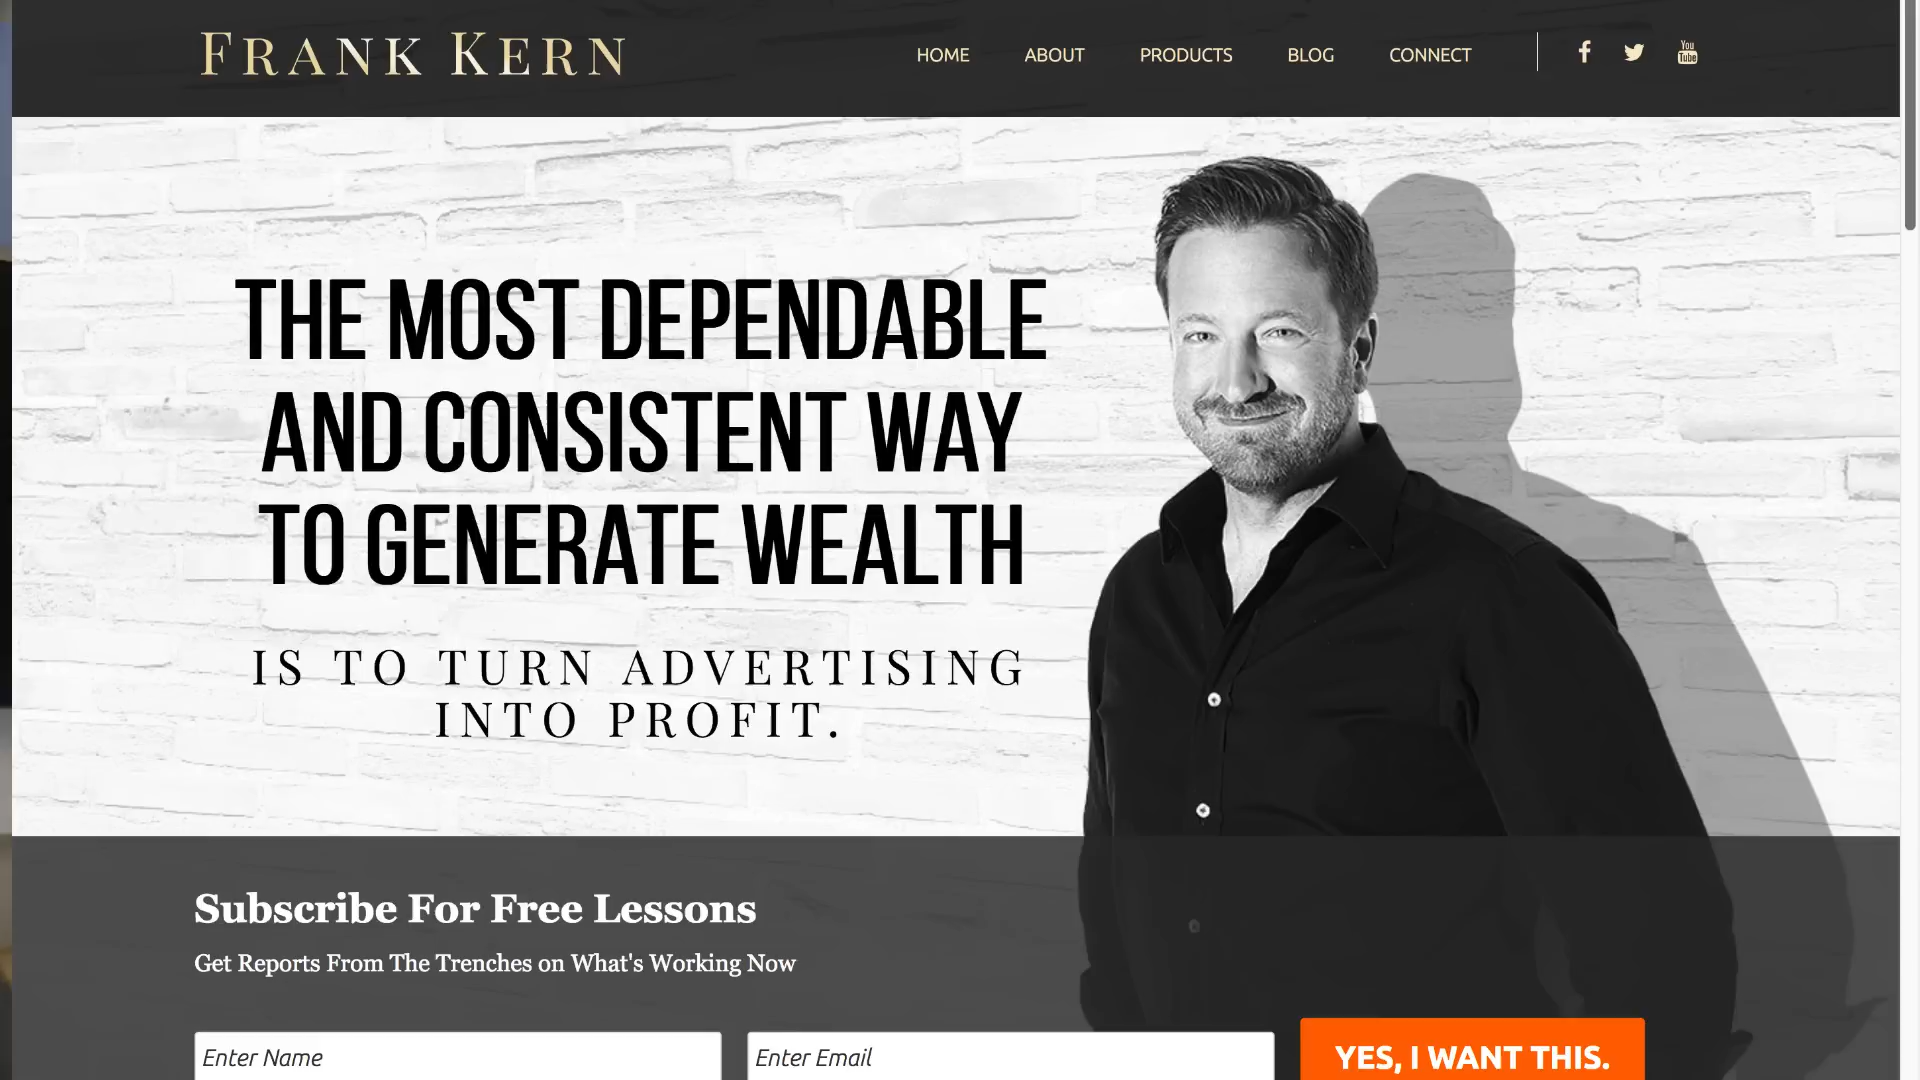 FRANK KERN
HOME ABOUT PRODUCTS BLOG CONNECT
You
Tube
THE MOST DEPENDABLE
AND CONSISTENT WAY
TO GENERATE WEALTH
IS TO TURN ADVERTISING
INTO PROFIT.
Subscribe For Free Lessons
Get Reports From The Trenches on What's Working Now
Enter Name
Enter Email
YES, I WANT THIS.